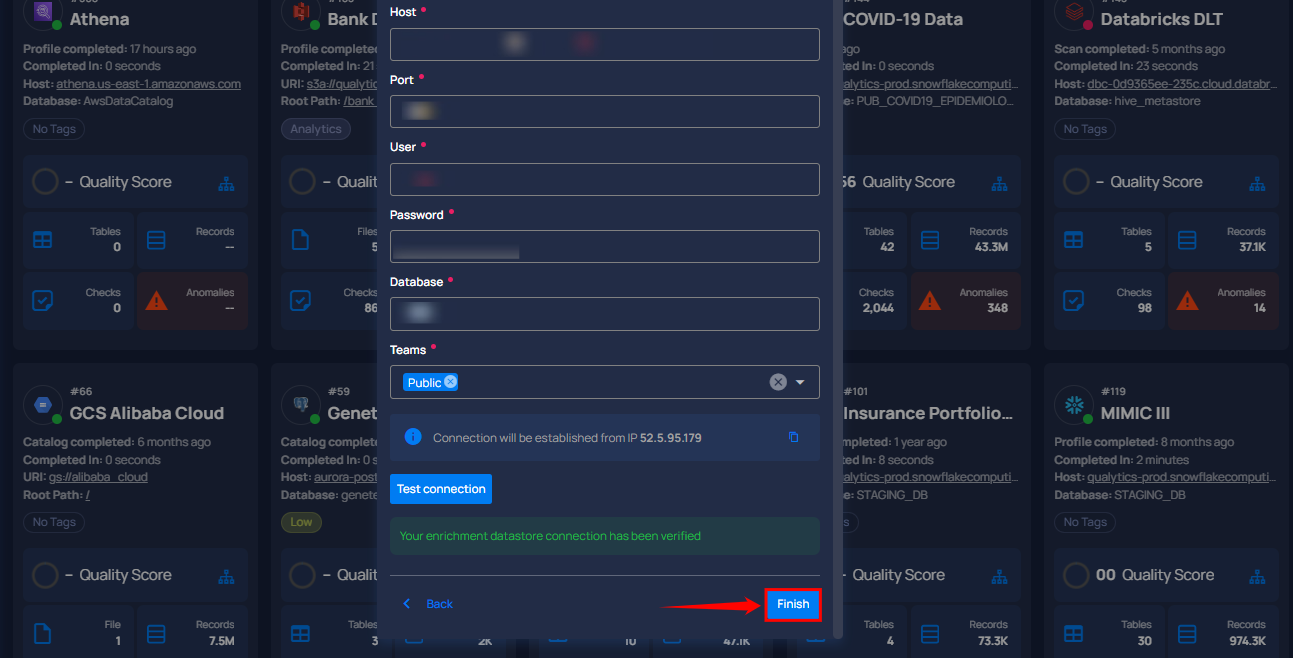 Athena
Profile completed: 17 hours ago
Completed In: 0 seconds
Host: athena.us-east-1.amazonaws.com
Database: AwsDataCatalog
No Tags
– Quality Score
Tables
0
Records
--
Checks
0
Anomalies
--
Bank
Profile complete
Completed In: 21
URI: s3a://qualytic
Root Path: /bank_
Analytics
– Qualit
Files
5
Checks
86
Host *
Port *
User *
Password *
Database *
Teams *
Public
Connection will be established from IP 52.5.95.179
Test connection
Your enrichment datastore connection has been verified
Back
Finish
COVID-19 Data
ago
ed In: 0 seconds
alytics-prod.snowflakecomputi...
e: PUB_COVID19_EPIDEMIOLO...
56 Quality Score
Tables
42
Records
43.3M
Checks
2,044
Anomalies
348
Databricks DLT
Scan completed: 5 months ago
Completed In: 23 seconds
Host: dbc-0d9365ee-235c.cloud.databr...
Database: hive_metastore
No Tags
– Quality Score
Tables
5
Records
37.1K
Checks
98
Anomalies
14
#66
GCS Alibaba Cloud
Catalog completed: 6 months ago
Completed In: 0 seconds
URI: gs://alibaba_cloud
Root Path: /
No Tags
– Quality Score
File
1
Records
7.5M
#59
Genet
Catalog complete
Completed In: 0 s
Host: aurora-post
Database: genete
Low
– Qualit
Tables
3
2K
10
47.1K
#101
Insurance Portfolio...
mpleted: 1 year ago
ed In: 8 seconds
alytics-prod.snowflakecomputi...
e: STAGING_DB
s
- Quality Score
Tables
4
Records
73.3K
#119
MIMIC III
Profile completed: 8 months ago
Completed In: 2 minutes
Host: qualytics-prod.snowflakecomputi...
Database: STAGING_DB
No Tags
00 Quality Score
Tables
30
Records
974.3K